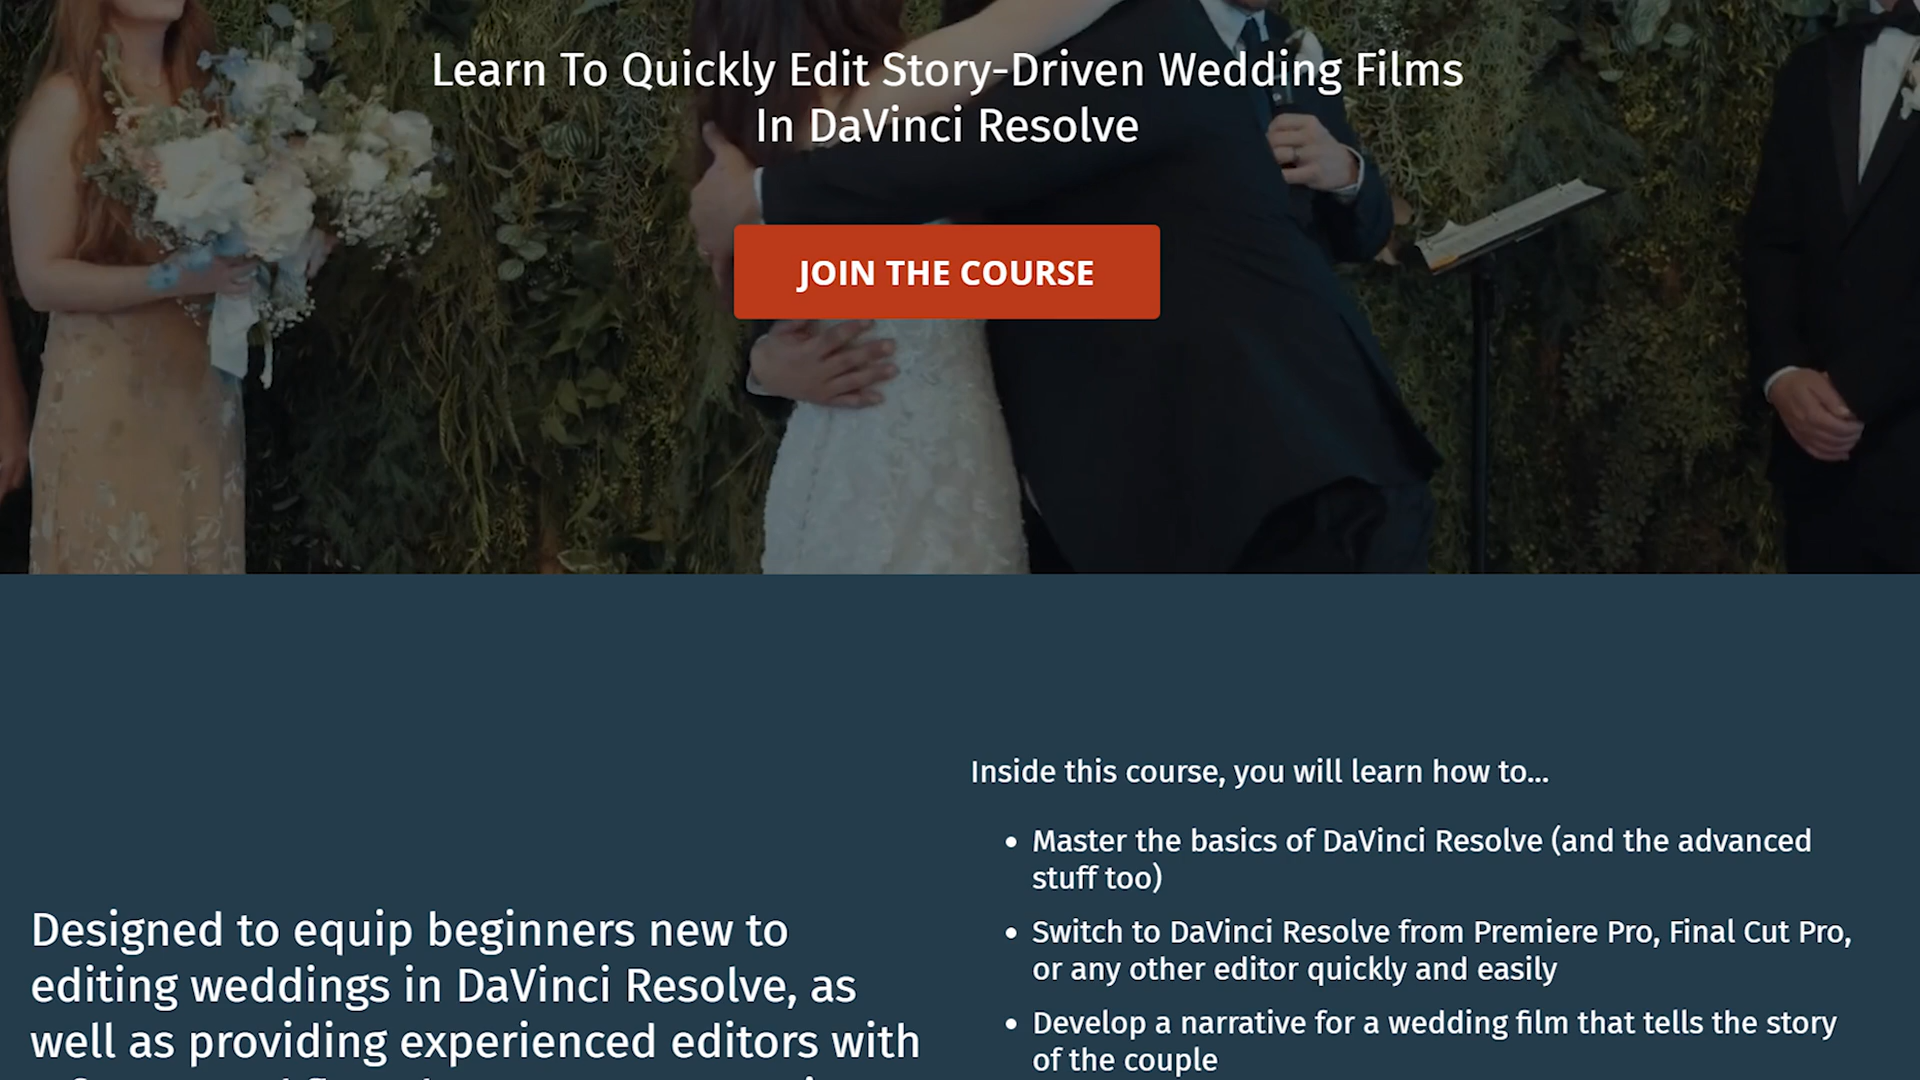 Learn To Quickly Edit Story-Driven Wedding Films
In DaVinci Resolve
JOIN THE COURSE
Designed to equip beginners new to
editing weddings in DaVinci Resolve, as
well as providing experienced editors with
Inside this course, you will learn how to...
Master the basics of DaVinci Resolve (and the advanced
stuff too)
Switch to DaVinci Resolve from Premiere Pro, Final Cut Pro,
or any other editor quickly and easily
Develop a narrative for a wedding film that tells the story
of the couple